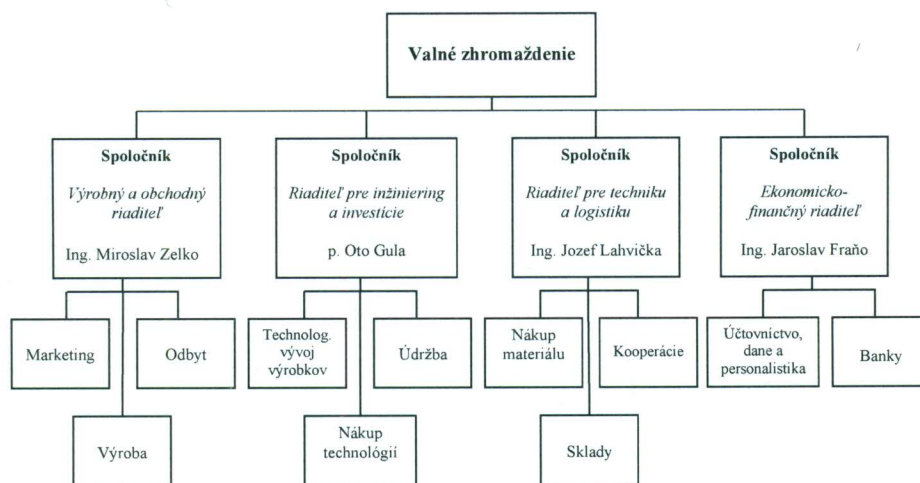 Valné zhromaždenie
Spoločník
Výrobný a obchodný
riaditeľ
Ing. Miroslav Zelko
Spoločník
Riaditeľ pre inžiniering
a investície
p. Oto Gula
Spoločník
Riaditeľ pre techniku
a logistiku
Ing. Jozef Lahvička
Spoločník
Ekonomicko-
finančný riaditeľ
Ing. Jaroslav Fraňo
Marketing
Odbyt
Výroba
Technolog.
vývoj
výrobkov
Údržba
Nákup
technológií
Nákup
materiálu
Kooperácie
Sklady
Účtovníctvo,
dane a
personalistika
Banky